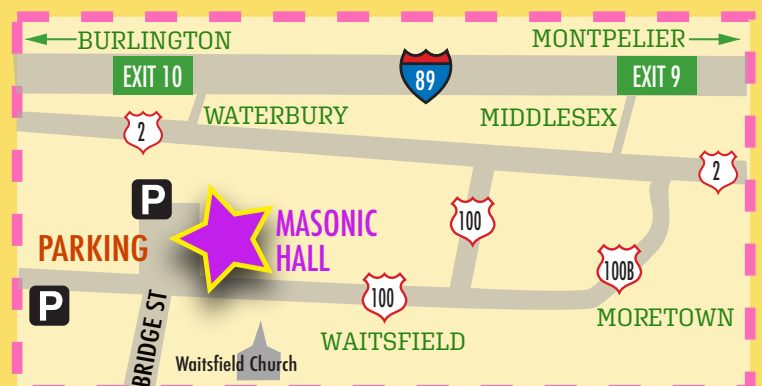 BURLINGTON
MONTPELIER
EXIT 10
89
EXIT 9
WATERBURY
MIDDLESEX
2
2
P
MASONIC
HALL
100
PARKING
100B
P
100
MORETOWN
BRIDGE ST
WAITSFIELD
Waitsfield Church